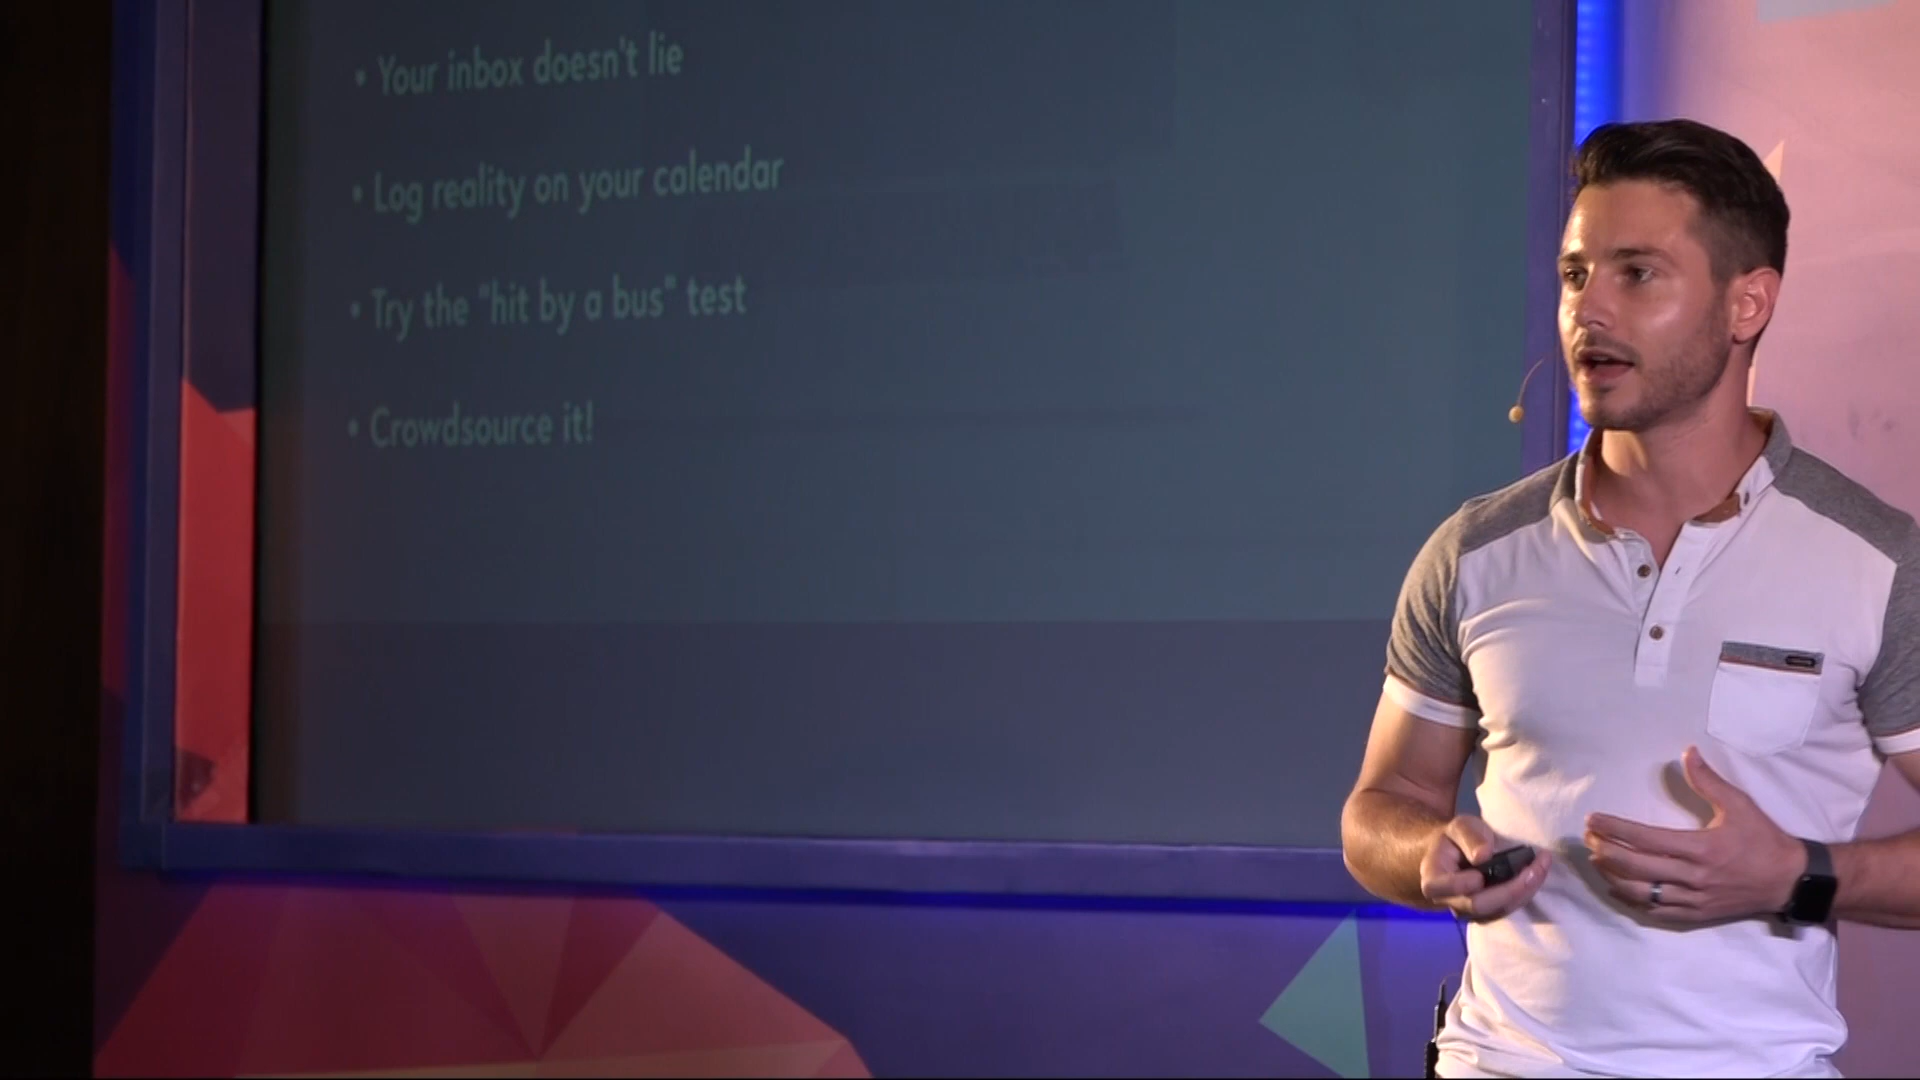 • Your inbox doesn't lie
• Log reality on your calendar
• Try the "hit by a bus" test
• Crowdsource it!